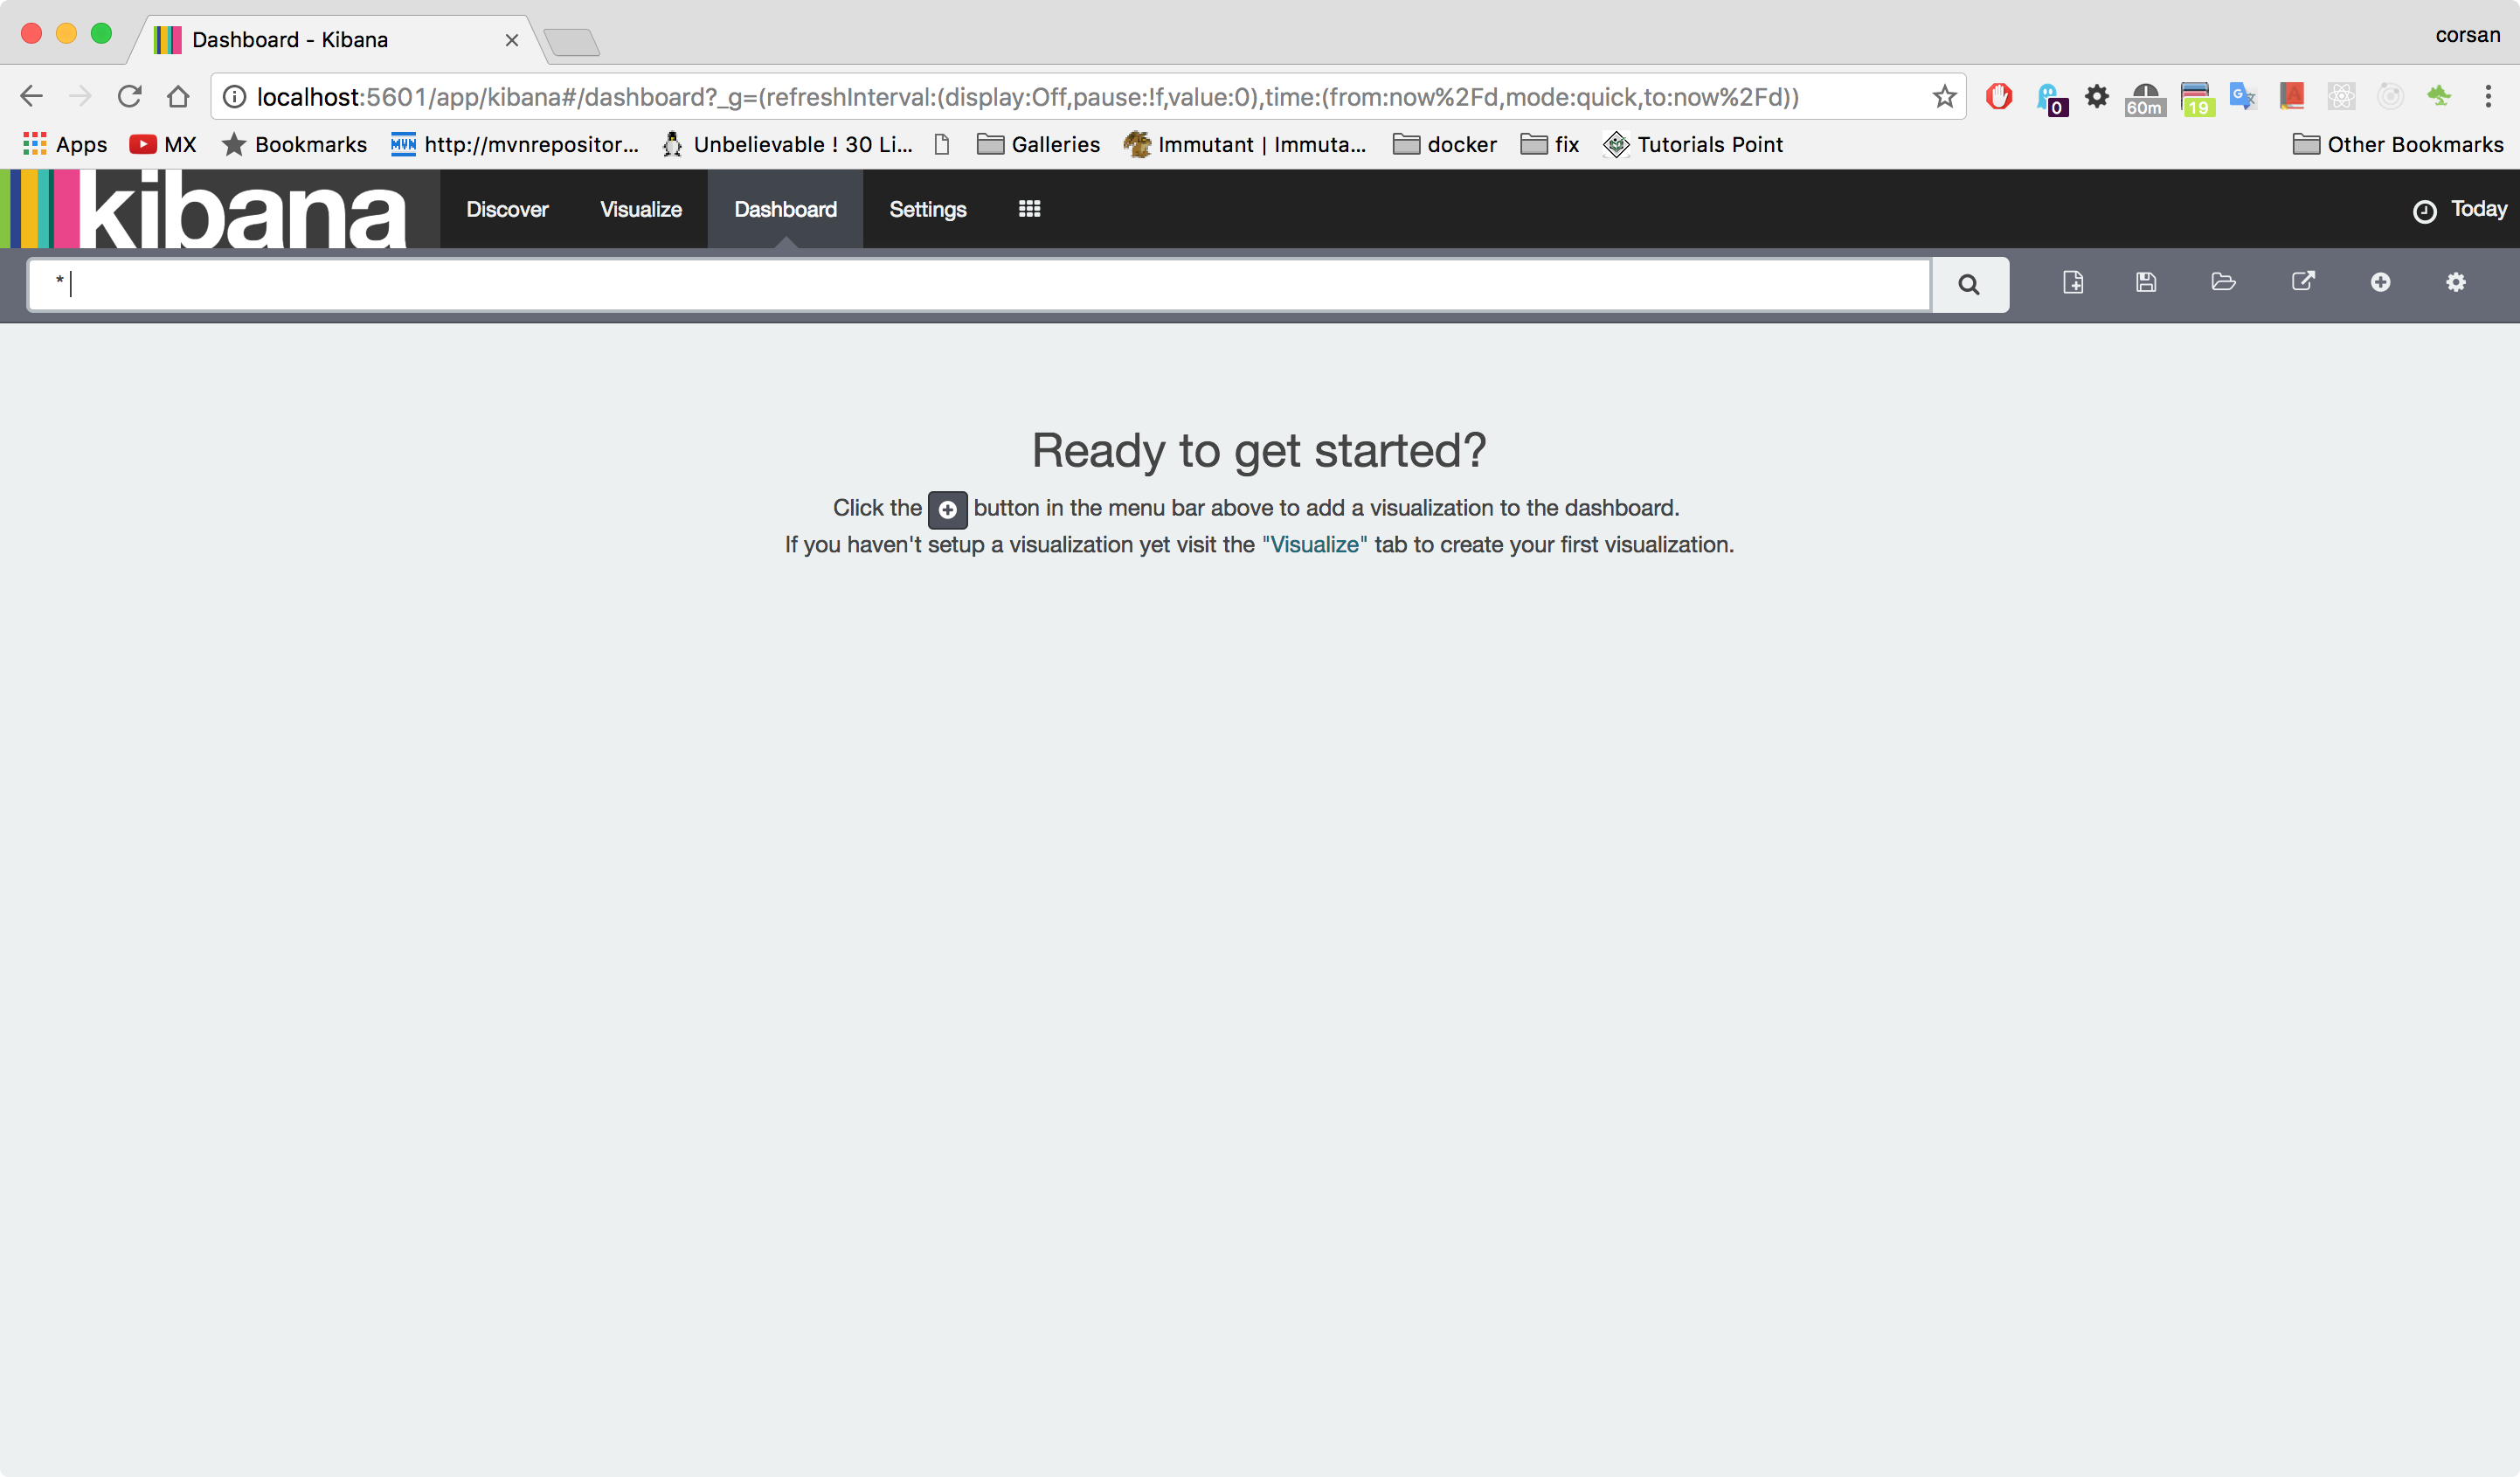 Dashboard - Kibana
corsan
localhost:5601/app/kibana#/dashboard?_g=(refreshInterval:(display:Off,pause:!f,value:0),time:(from:now%2Fd,mode:quick,to:now%2Fd))
0 60m 19
Apps MX Bookmarks MVN http://mvnrepositor... Unbelievable ! 30 Li... Galleries Immutant | Immuta... docker fix Tutorials Point Other Bookmarks
kibana Discover Visualize Dashboard Settings Today
*
Ready to get started?
Click the button in the menu bar above to add a visualization to the dashboard.
If you haven't setup a visualization yet visit the "Visualize" tab to create your first visualization.